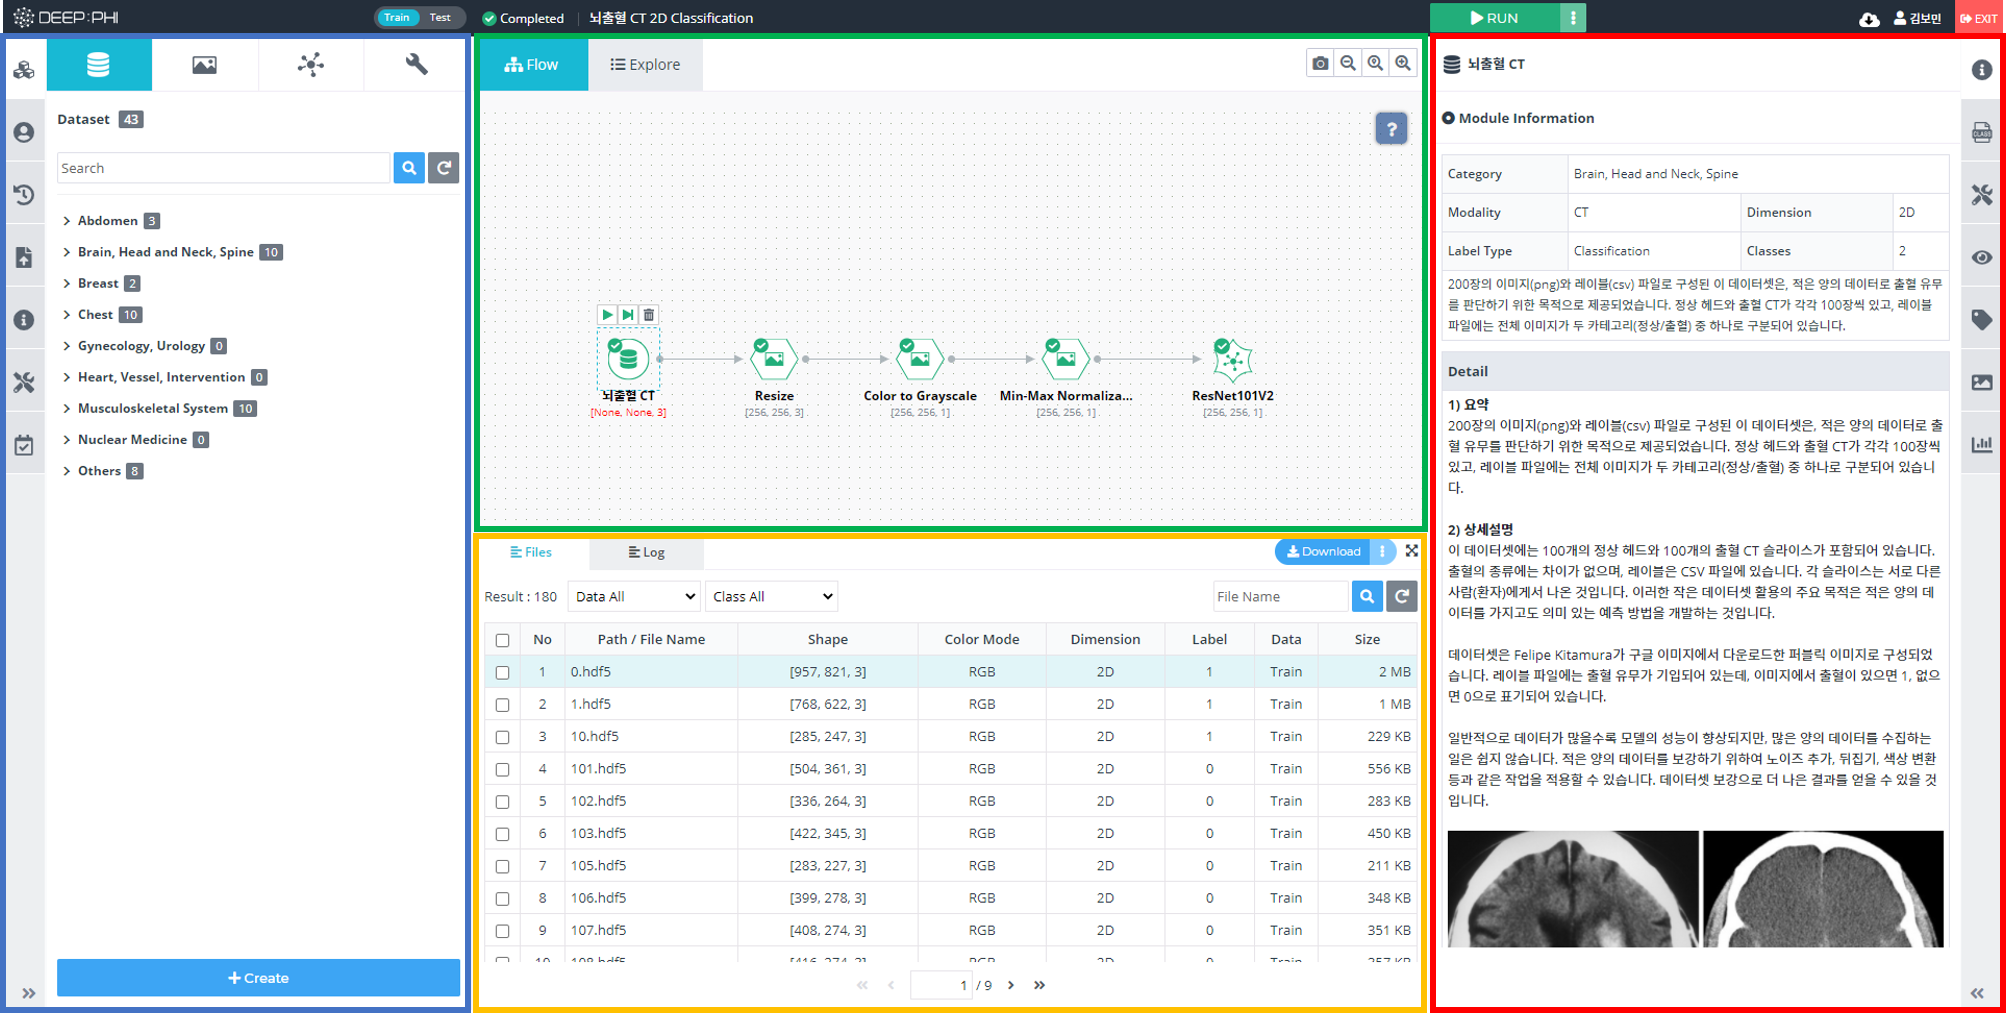 DEEP:PHI
Train Test
Completed
뇌출혈 CT 2D Classification
RUN
김보민
EXIT
Dataset 43
Search
Abdomen 3
Brain, Head and Neck, Spine 10
Breast 2
Chest 10
Gynecology, Urology 0
Heart, Vessel, Intervention 0
Musculoskeletal System 10
Nuclear Medicine 0
Others 8
+ Create
Flow
Explore
?
뇌출혈 CT
[None, None, 3]
Resize
[256, 256, 3]
Color to Grayscale
[256, 256, 1]
Min-Max Normaliza...
[256, 256, 1]
ResNet101V2
[256, 256, 1]
Files
Log
Download
Result : 180
Data All
Class All
File Name
No Path / File Name Shape Color Mode Dimension Label Data Size
1 0.hdf5 [957, 821, 3] RGB 2D 1 Train 2 MB
2 1.hdf5 [768, 622, 3] RGB 2D 1 Train 1 MB
3 10.hdf5 [285, 247, 3] RGB 2D 1 Train 229 KB
4 101.hdf5 [504, 361, 3] RGB 2D 0 Train 556 KB
5 102.hdf5 [336, 264, 3] RGB 2D 0 Train 283 KB
6 103.hdf5 [422, 345, 3] RGB 2D 0 Train 450 KB
7 105.hdf5 [283, 227, 3] RGB 2D 0 Train 211 KB
8 106.hdf5 [399, 278, 3] RGB 2D 0 Train 348 KB
9 107.hdf5 [408, 274, 3] RGB 2D 0 Train 351 KB
1 / 9
뇌출혈 CT
Module Information
Category Brain, Head and Neck, Spine
Modality CT Dimension 2D
Label Type Classification Classes 2
200장의 이미지(png)와 레이블(csv) 파일로 구성된 이 데이터셋은, 적은 양의 데이터로 출혈 유무
를 판단하기 위한 목적으로 제공되었습니다. 정상 헤드와 출혈 CT가 각각 100장씩 있고, 레이블
파일에는 전체 이미지가 두 카테고리(정상/출혈) 중 하나로 구분되어 있습니다.
Detail
1) 요약
200장의 이미지(png)와 레이블(csv) 파일로 구성된 이 데이터셋은, 적은 양의 데이터로 출
혈 유무를 판단하기 위한 목적으로 제공되었습니다. 정상 헤드와 출혈 CT가 각각 100장씩
있고, 레이블 파일에는 전체 이미지가 두 카테고리(정상/출혈) 중 하나로 구분되어 있습니
다.
2) 상세설명
이 데이터셋에는 100개의 정상 헤드와 100개의 출혈 CT 슬라이스가 포함되어 있습니다.
출혈의 종류에는 차이가 없으며, 레이블은 CSV 파일에 있습니다. 각 슬라이스는 서로 다른
사람(환자)에게서 나온 것입니다. 이러한 작은 데이터셋 활용의 주요 목적은 적은 양의 데
이터를 가지고도 의미 있는 예측 방법을 개발하는 것입니다.
데이터셋은 Felipe Kitamura가 구글 이미지에서 다운로드한 퍼블릭 이미지로 구성되었
습니다. 레이블 파일에는 출혈 유무가 기입되어 있는데, 이미지에서 출혈이 있으면 1, 없으
면 0으로 표기되어 있습니다.
일반적으로 데이터가 많을수록 모델의 성능이 향상되지만, 많은 양의 데이터를 수집하는
일은 쉽지 않습니다. 적은 양의 데이터를 보강하기 위하여 노이즈 추가, 뒤집기, 색상 변환
등과 같은 작업을 적용할 수 있습니다. 데이터셋 보강으로 더 나은 결과를 얻을 수 있을 것
입니다.
CLASS